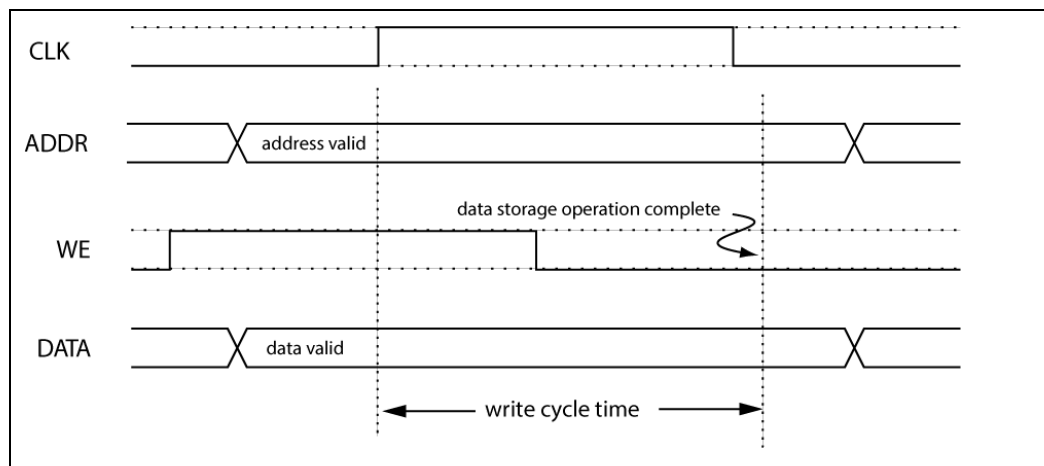 CLK
ADDR
address valid
data storage operation complete
WE
DATA
data valid
write cycle time